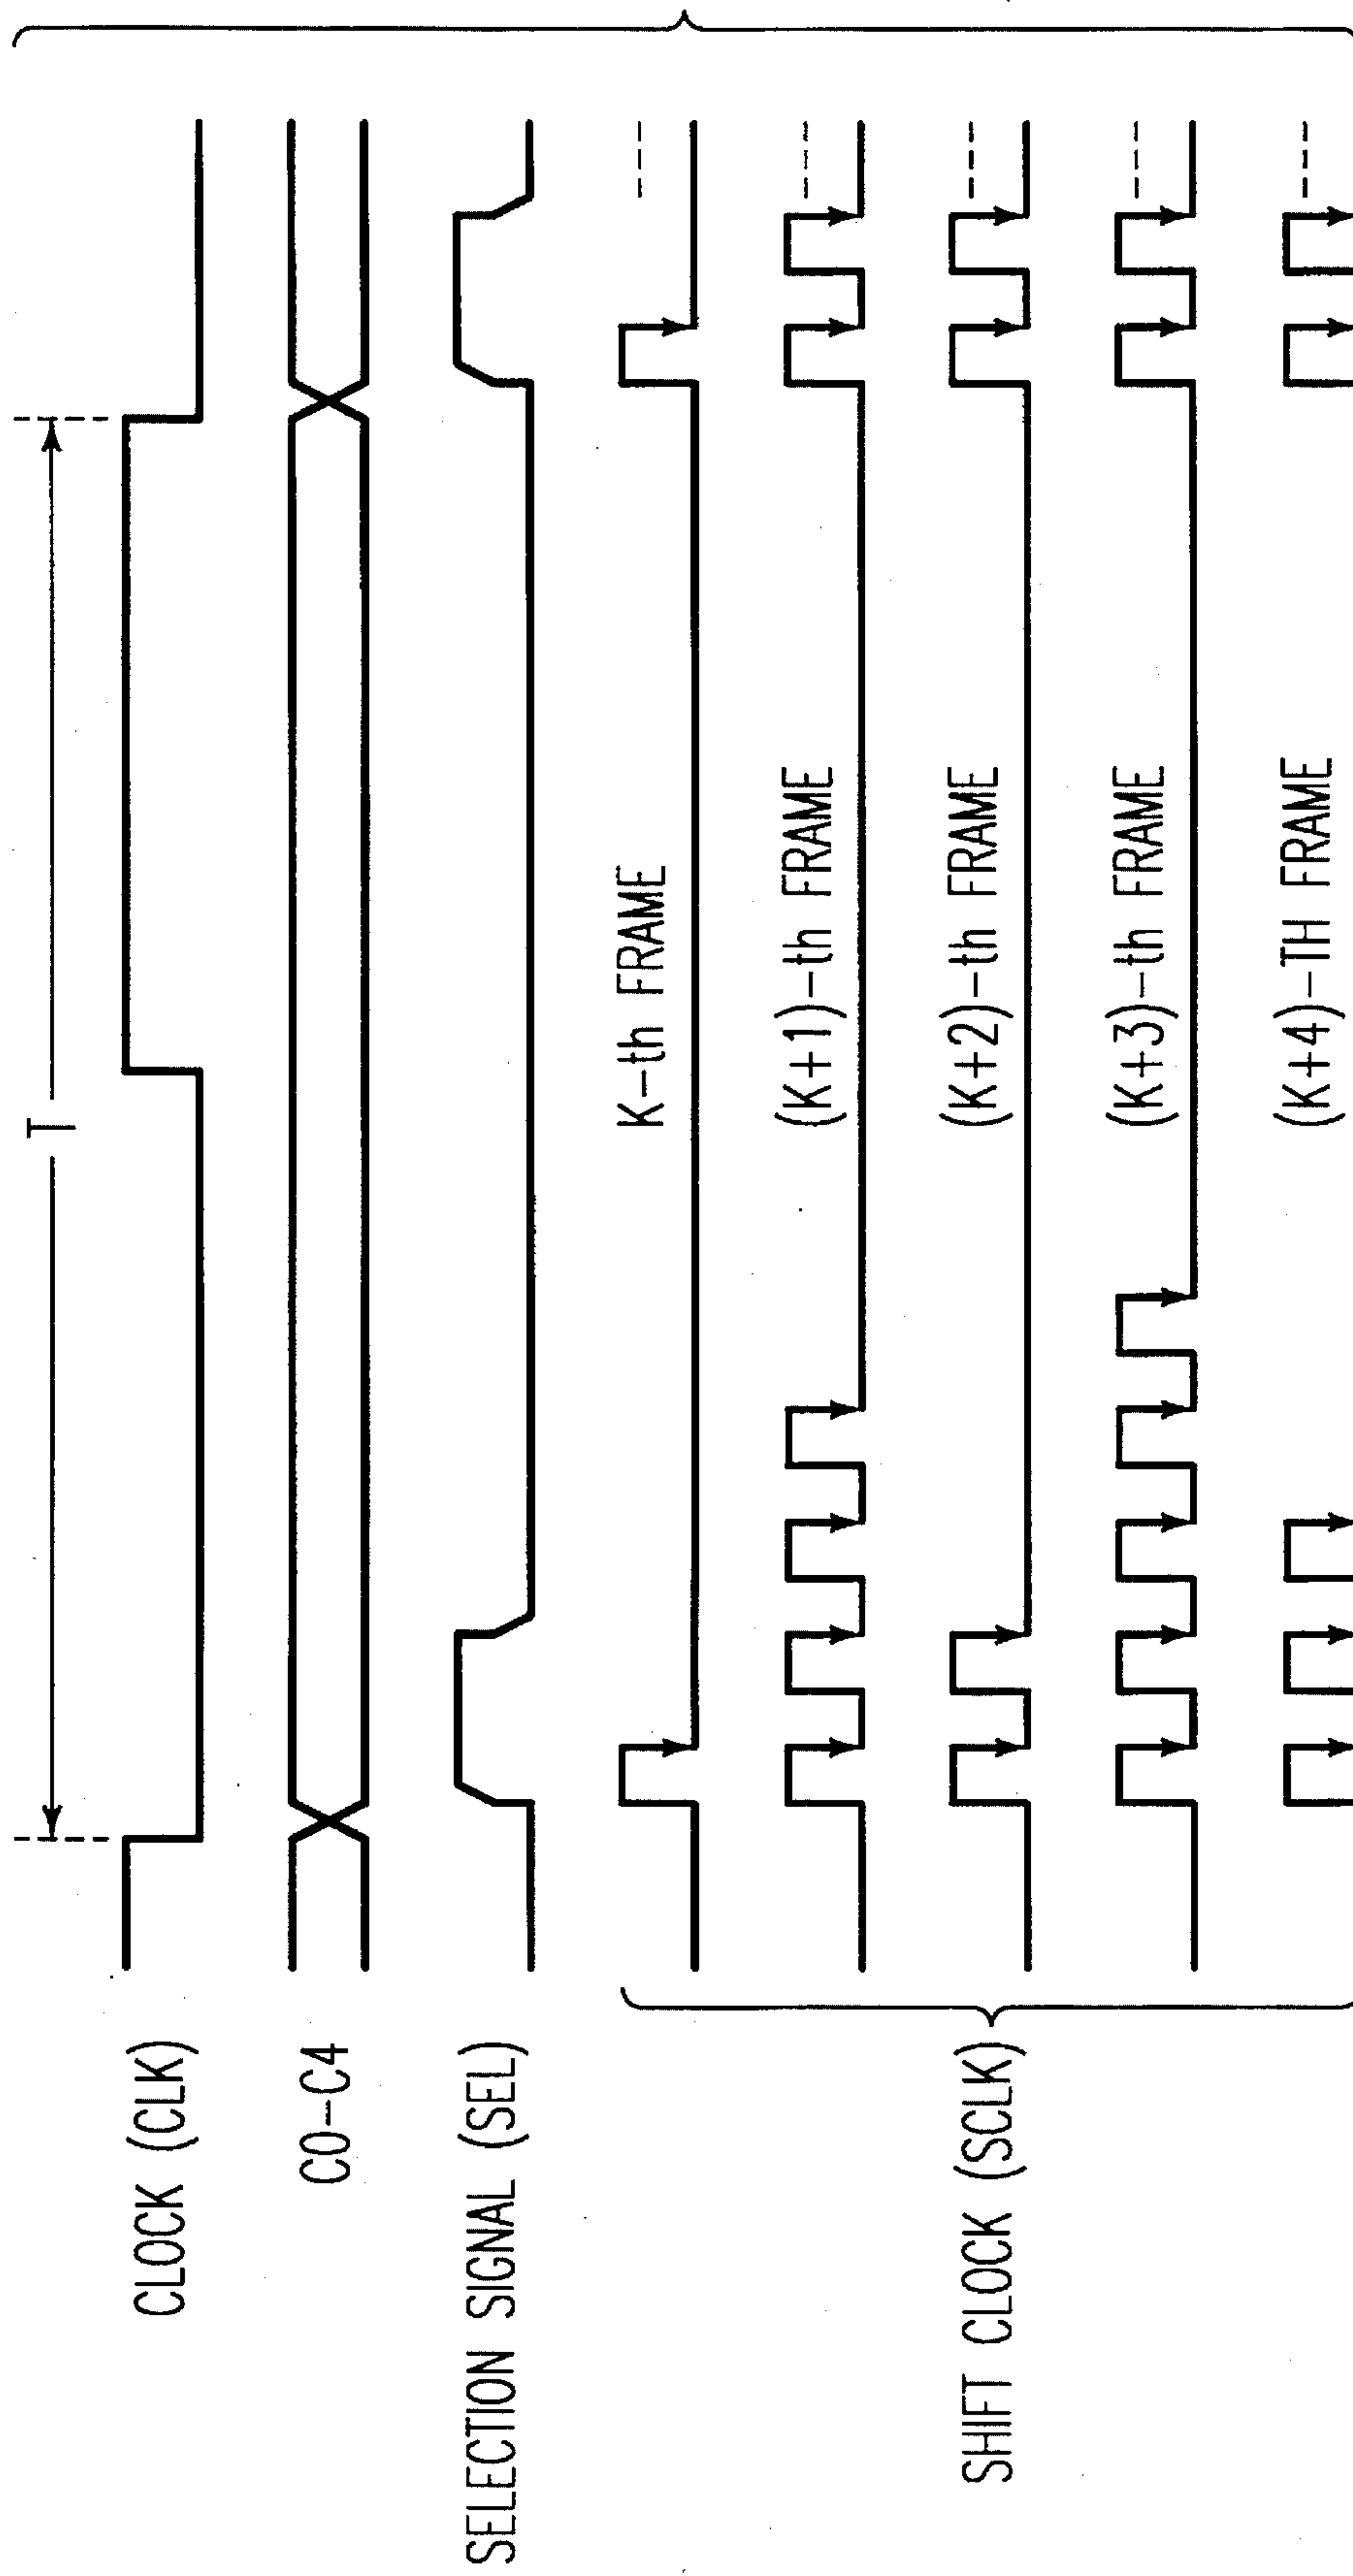 T
CLOCK (CLK)
C0-C4
SELECTION SIGNAL (SEL)
SHIFT CLOCK (SCLK)
K-th FRAME
(K+1)-th FRAME
(K+2)-th FRAME
(K+3)-th FRAME
(K+4)-TH FRAME